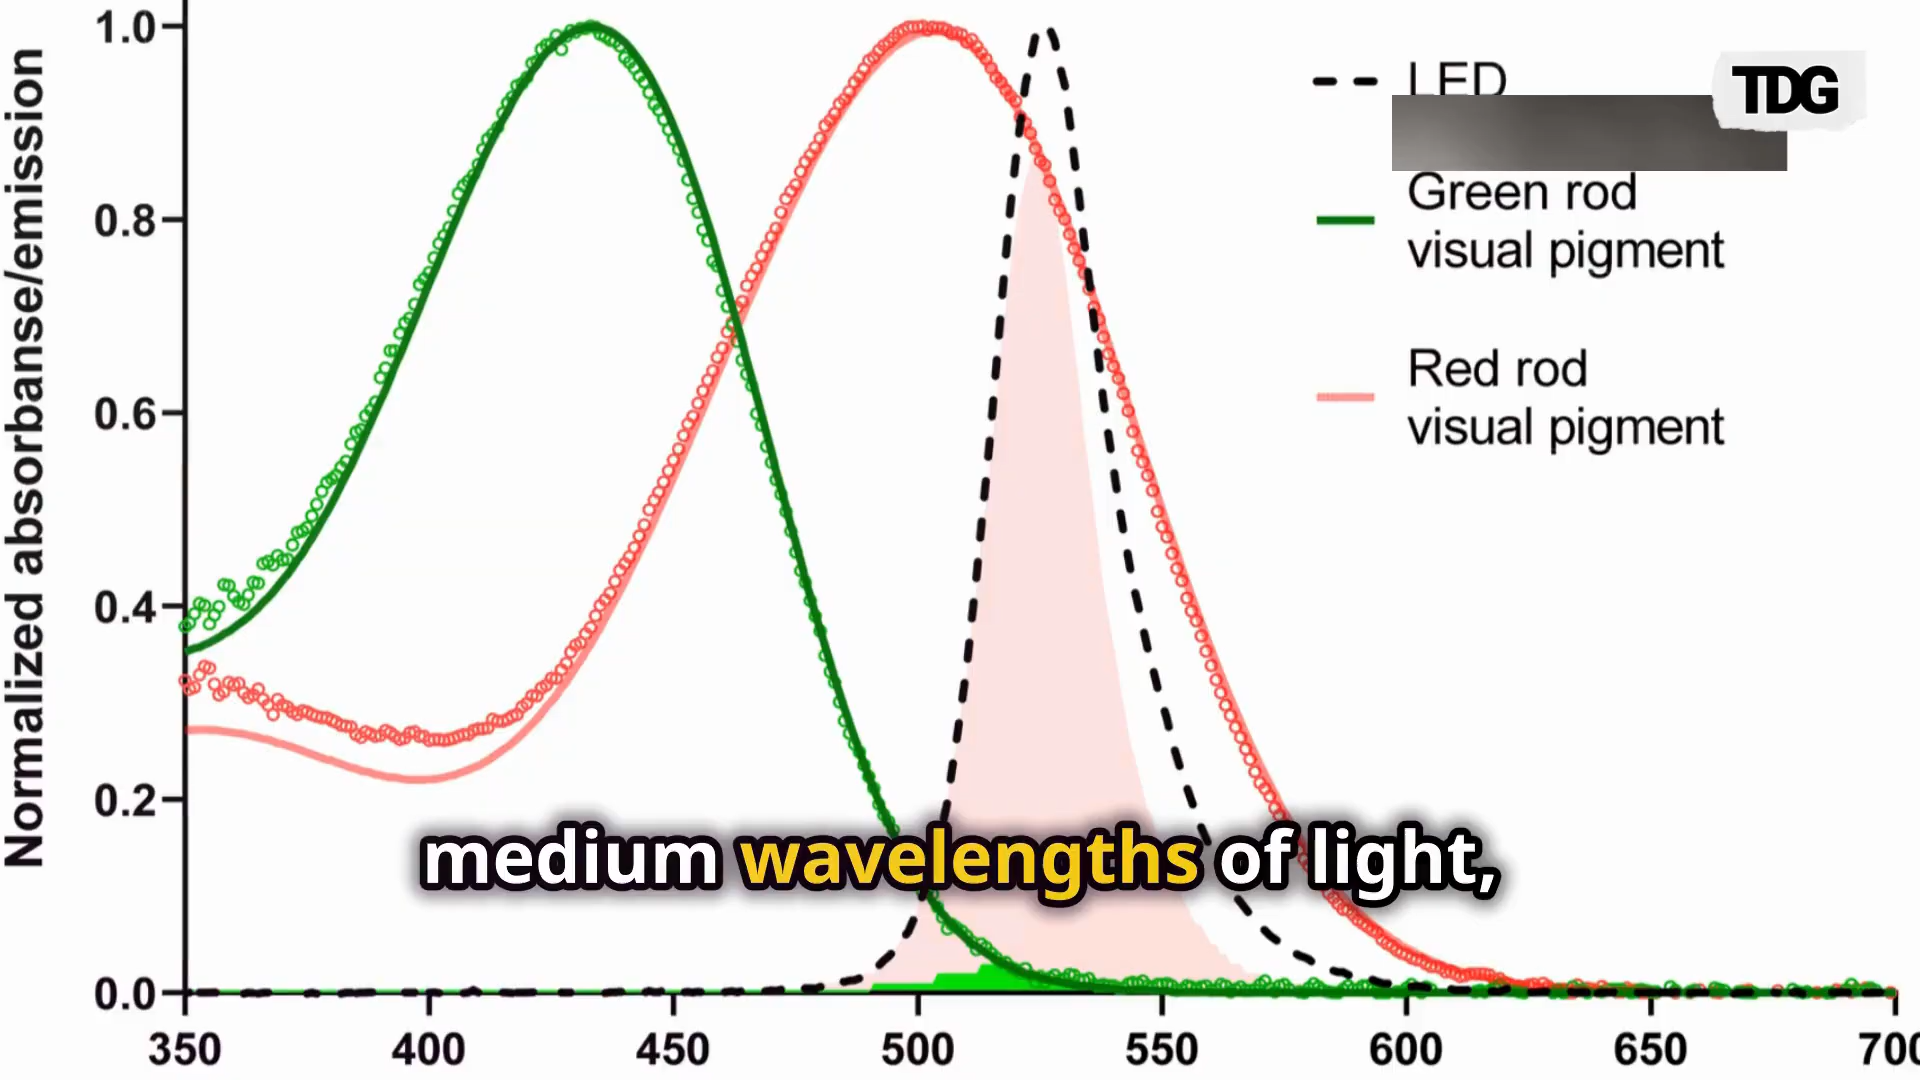 Normalized absorbanse/emission
1.0
0.8
0.6
0.4
0.2
0.0
350 400 450 500 550 600 650 700
LED
TDG
Green rod
visual pigment
Red rod
visual pigment
medium wavelengths of light,